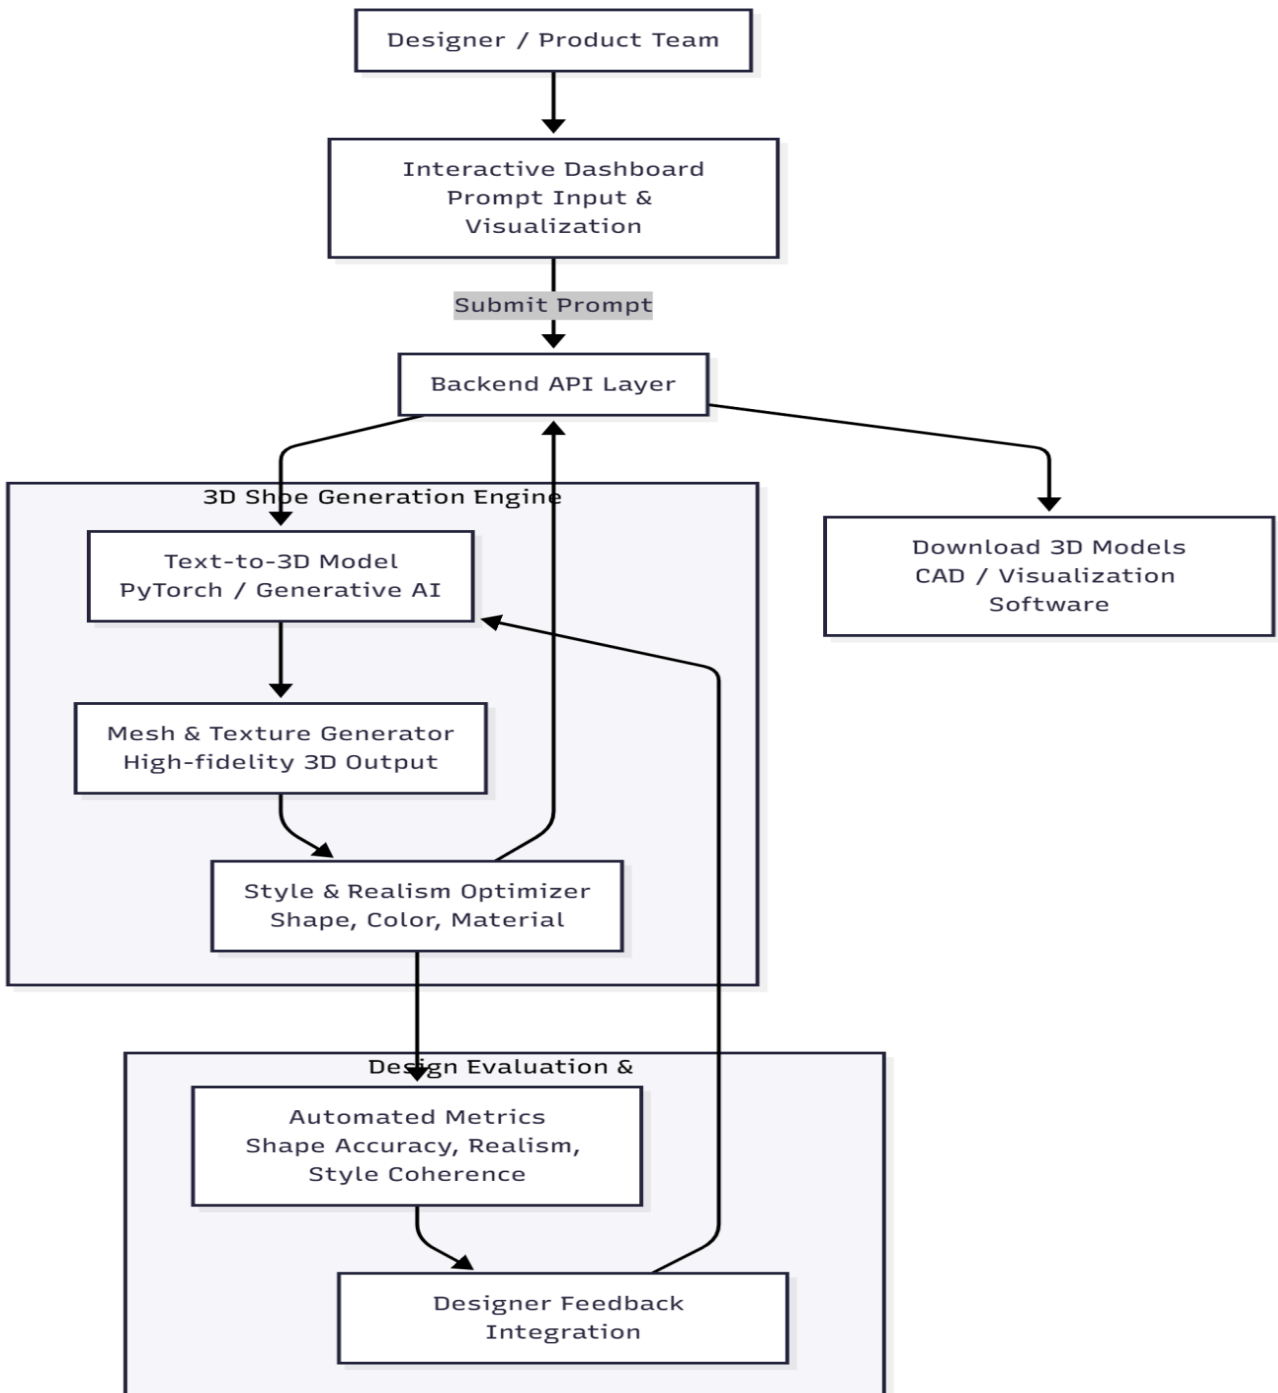 Designer / Product Team
Interactive Dashboard
Prompt Input &
Visualization
Submit Prompt
Backend API Layer
3D Shoe Generation Engine
Text-to-3D Model
PyTorch / Generative AI
Download 3D Models
CAD / Visualization
Software
Mesh & Texture Generator
High-fidelity 3D Output
Style & Realism Optimizer
Shape, Color, Material
Design Evaluation &
Automated Metrics
Shape Accuracy, Realism,
Style Coherence
Designer Feedback
Integration